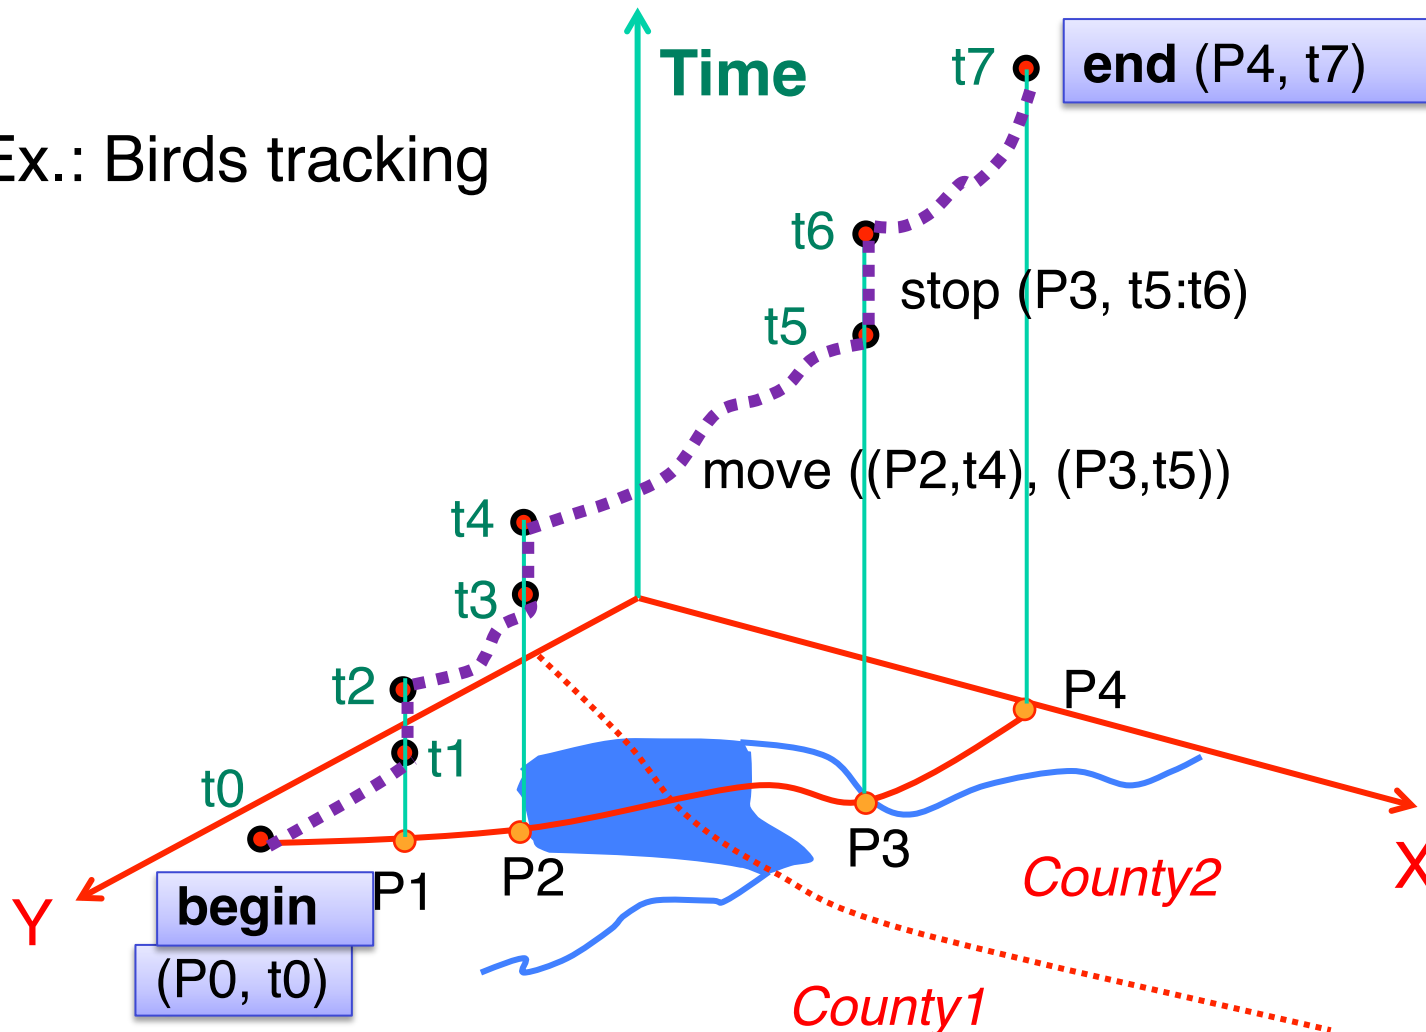 Time
t7
end (P4, t7)
Ex.: Birds tracking
t6
stop (P3, t5:t6)
t5
move ((P2,t4), (P3,t5))
t4
t3
t2
P4
t1
t0
P3
P2
County2
X
P1
begin
Y
(P0, t0)
County1